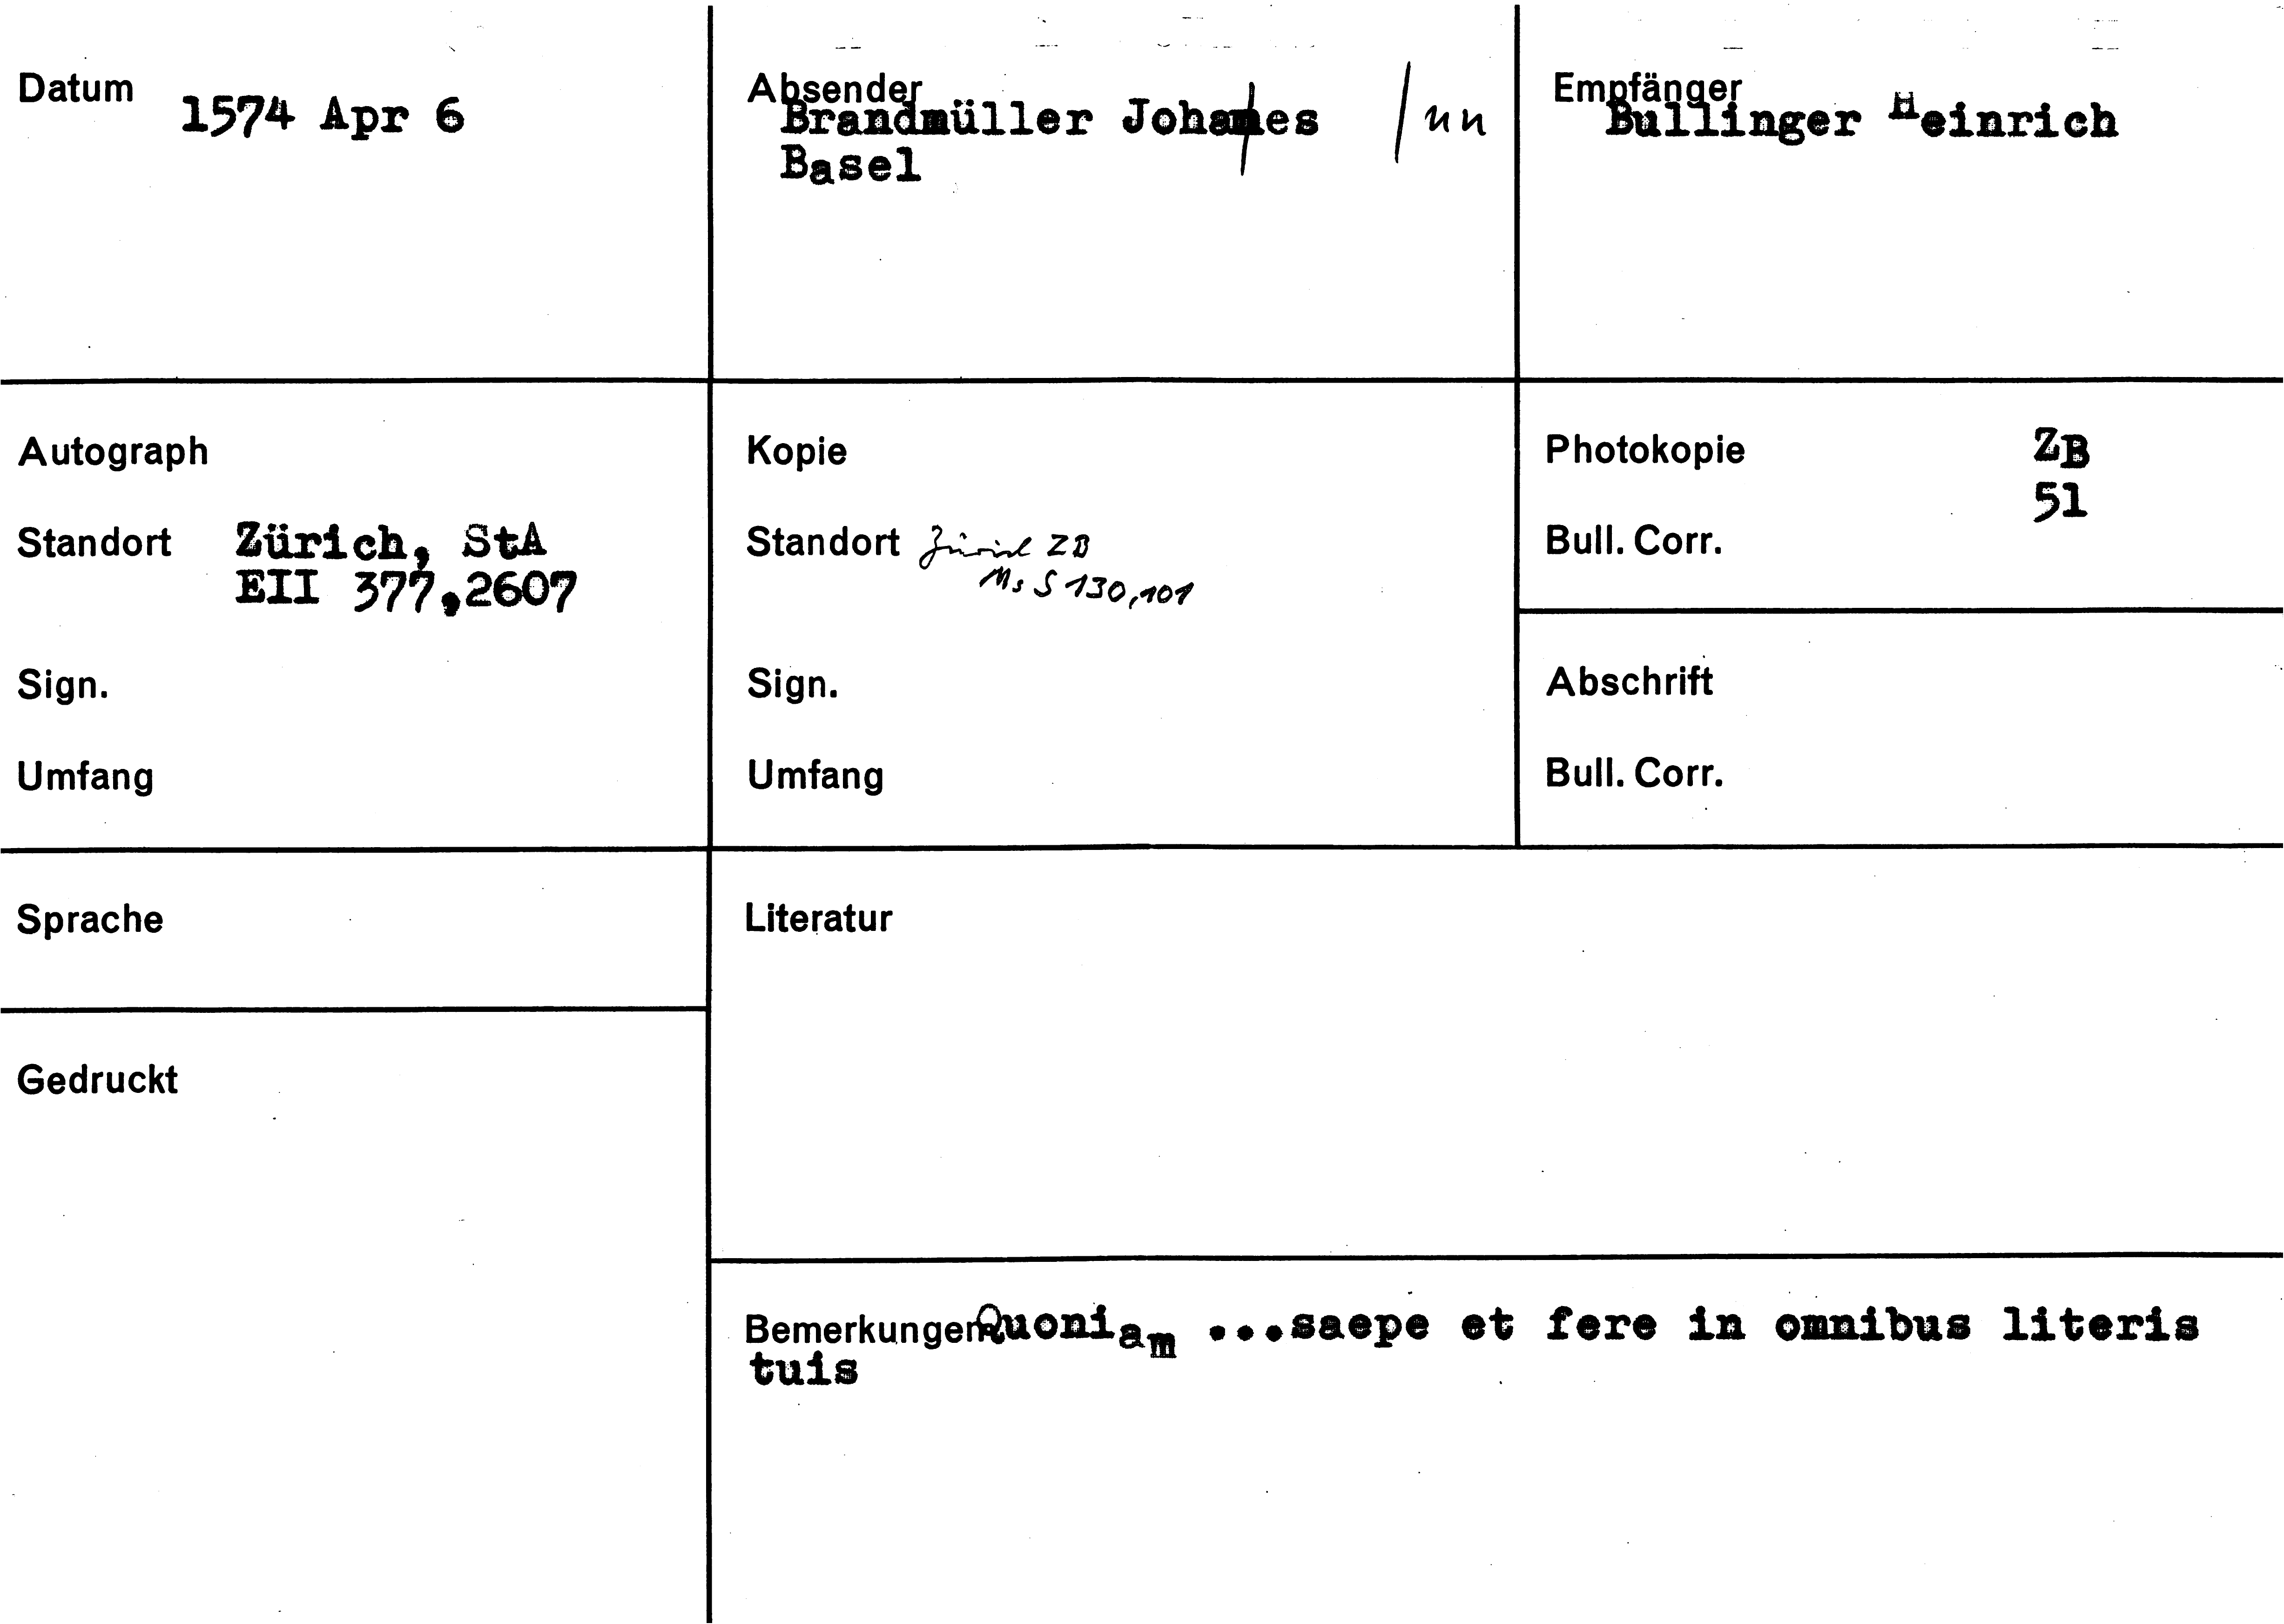 Datum 1574 Apr 6
Absender
Brandmüller Johames / nn
Basel
Empfänger
Bullinger Heinrich
Autograph
Standort Zürich, StA
EII 377,2607
Sign.
Umfang
Kopie
Standort Zürich ZB
Ms S 130,101
Sign.
Umfang
Photokopie ZB
51
Bull. Corr.
Abschrift
Bull. Corr.
Sprache
Literatur
Gedruckt
Bemerkungen Quoniam ...saepe et fere in omnibus literis
tuis